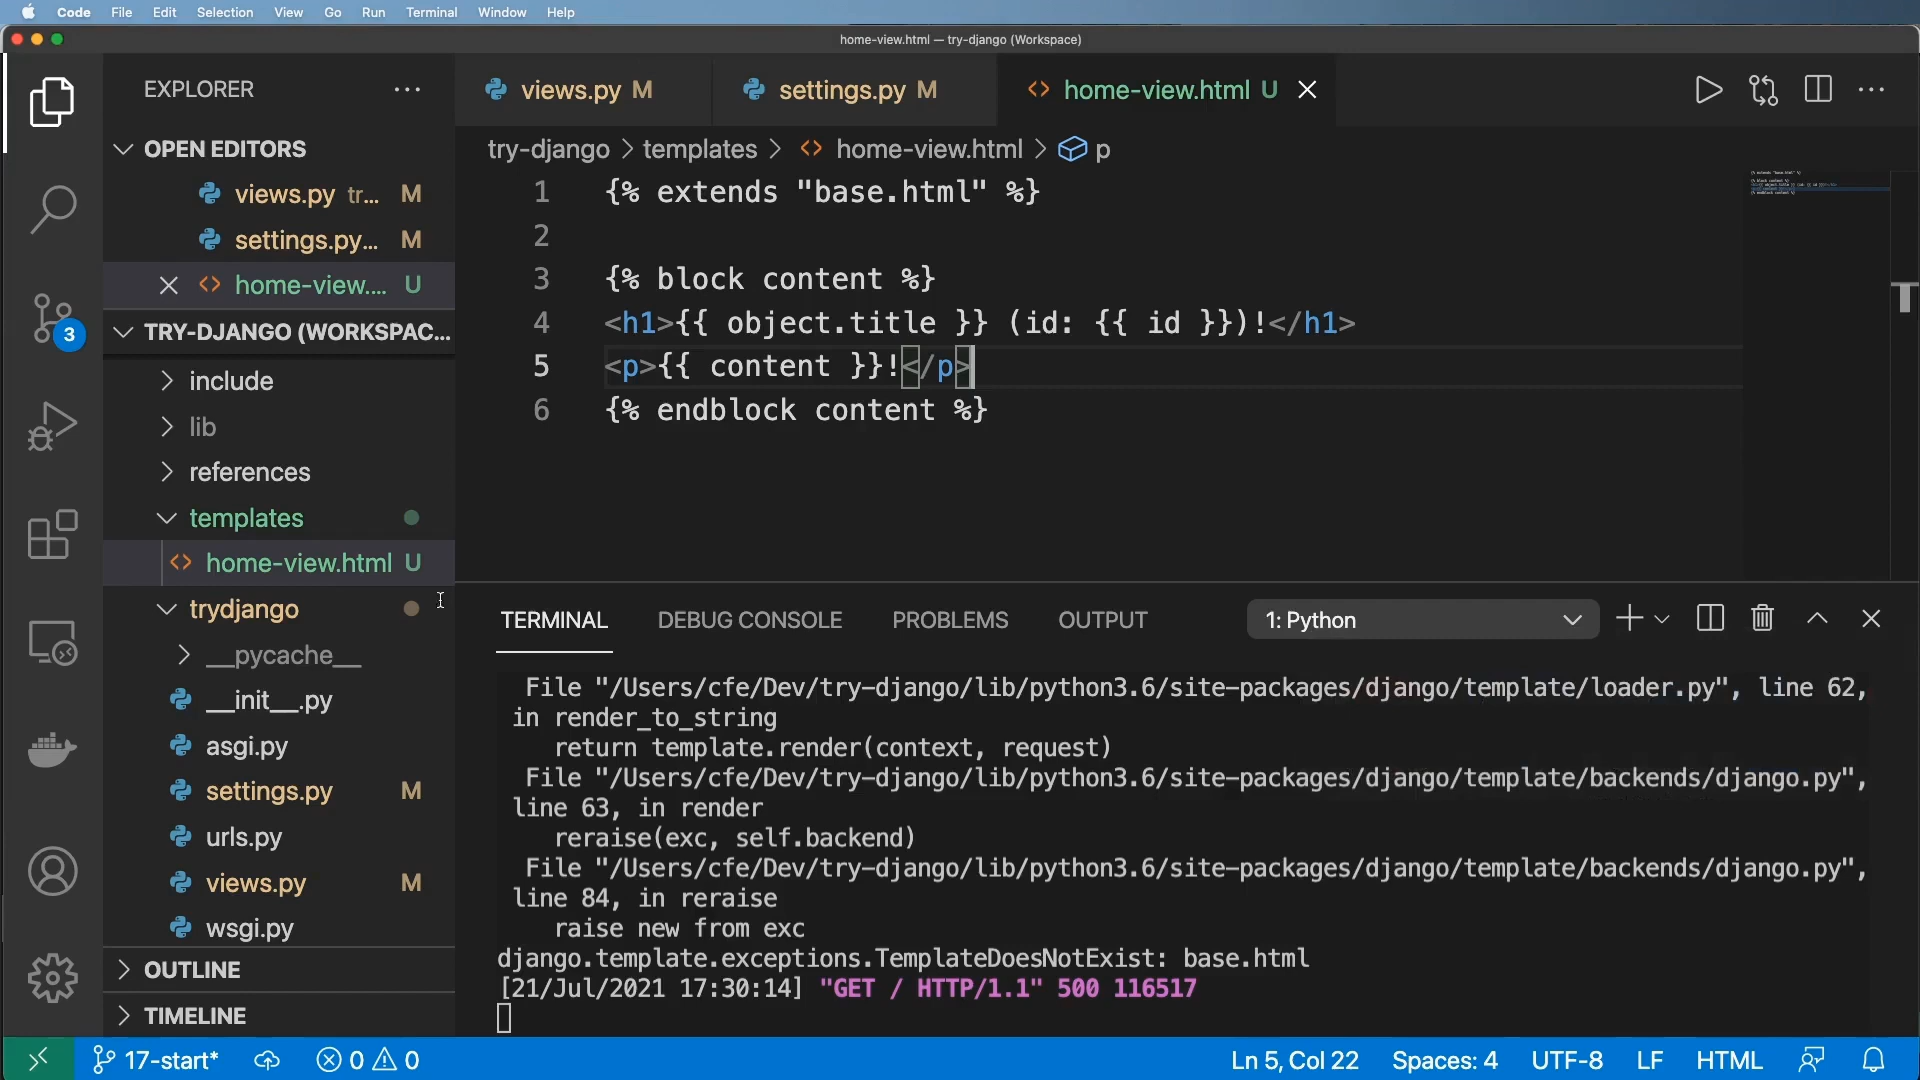 Code File Edit Selection View Go Run Terminal Window Help
home-view.html — try-django (Workspace)
EXPLORER
views.py M settings.py M home-view.html U
OPEN EDITORS
views.py tr... M
settings.py... M
home-view.... U
TRY-DJANGO (WORKSPAC...
include
lib
references
templates
home-view.html U
trydjango
__pycache__
__init__.py
asgi.py
settings.py M
urls.py
views.py M
wsgi.py
OUTLINE
TIMELINE
3
try-django > templates > home-view.html > p
1 {% extends "base.html" %}
2
3 {% block content %}
4 <h1>{{ object.title }} (id: {{ id }})!</h1>
5 <p>{{ content }}!</p>
6 {% endblock content %}
TERMINAL DEBUG CONSOLE PROBLEMS OUTPUT 1: Python
File "/Users/cfe/Dev/try-django/lib/python3.6/site-packages/django/template/loader.py", line 62,
in render_to_string
return template.render(context, request)
File "/Users/cfe/Dev/try-django/lib/python3.6/site-packages/django/template/backends/django.py",
line 63, in render
reraise(exc, self.backend)
File "/Users/cfe/Dev/try-django/lib/python3.6/site-packages/django/template/backends/django.py",
line 84, in reraise
raise new from exc
django.template.exceptions.TemplateDoesNotExist: base.html
[21/Jul/2021 17:30:14] "GET / HTTP/1.1" 500 116517
17-start* 0 0 Ln 5, Col 22 Spaces: 4 UTF-8 LF HTML